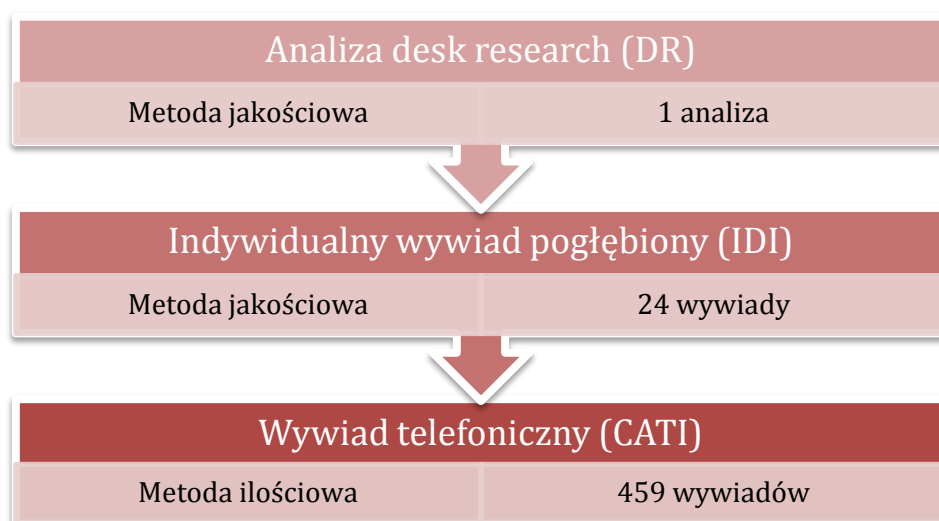 Analiza desk research (DR)
Metoda jakościowa 1 analiza
Indywidualny wywiad pogłębiony (IDI)
Metoda jakościowa 24 wywiady
Wywiad telefoniczny (CATI)
Metoda ilościowa 459 wywiadów